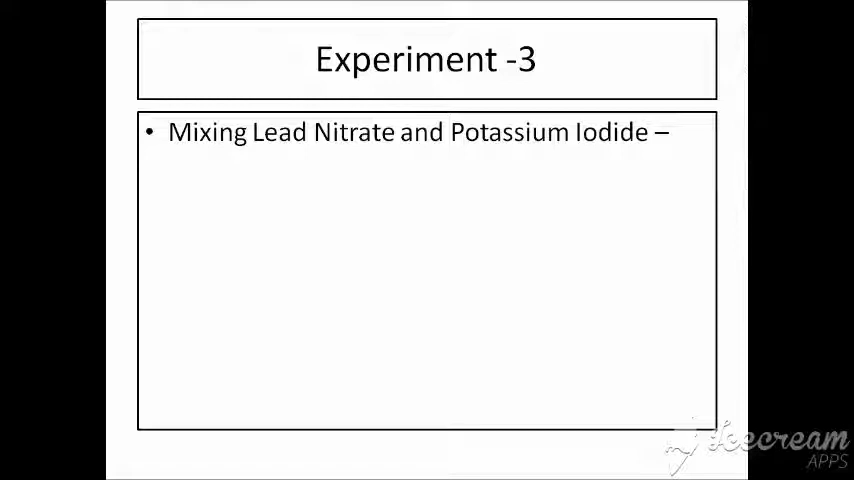 Experiment -3
• Mixing Lead Nitrate and Potassium Iodide –
Icecream
APPS